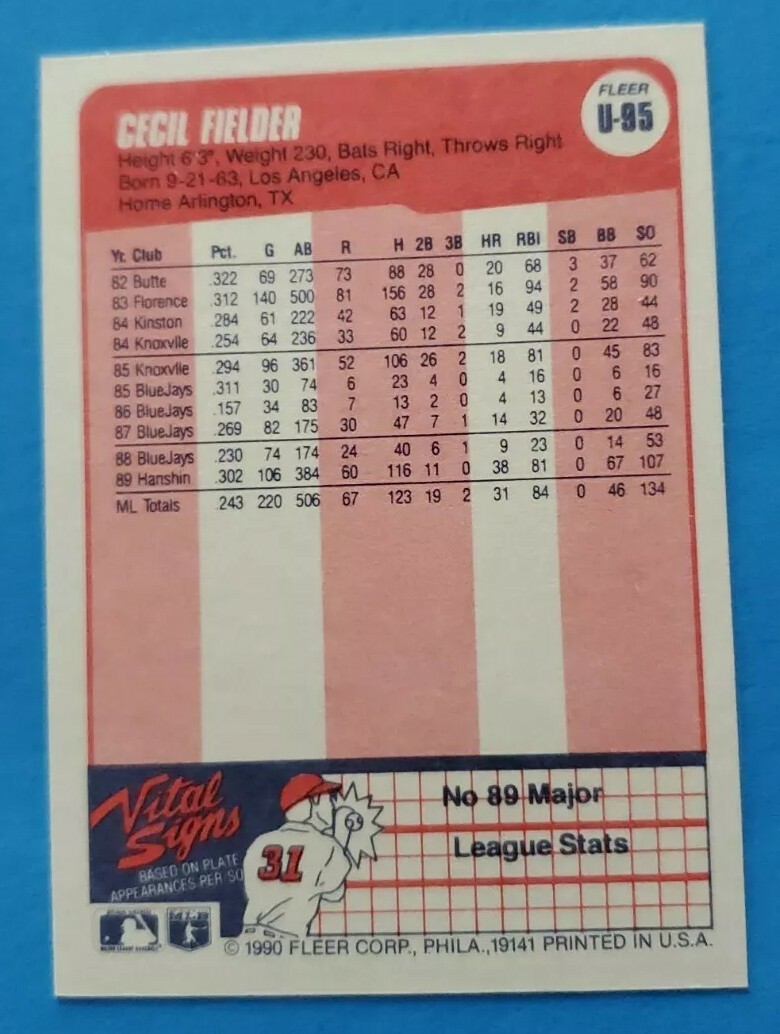 FLEER
U-95
CECIL FIELDER
Height 6'3", Weight 230, Bats Right, Throws Right
Born 9-21-63, Los Angeles, CA
Home Arlington, TX
Yr. Club Pct. G AB R H 2B 3B HR RBI SB BB SO
82 Butte .322 69 273 73 88 28 0 20 68 3 37 62
83 Florence .312 140 500 81 156 28 2 16 94 2 58 90
84 Kinston .284 61 222 42 63 12 1 19 49 2 28 44
84 Knoxvlle .254 64 236 33 60 12 2 9 44 0 22 48
85 Knoxvlle .294 96 361 52 106 26 2 18 81 0 45 83
85 BlueJays .311 30 74 6 23 4 0 4 16 0 6 16
86 BlueJays .157 34 83 7 13 2 0 4 13 0 6 27
87 BlueJays .269 82 175 30 47 7 1 14 32 0 20 48
88 BlueJays .230 74 174 24 40 6 1 9 23 0 14 53
89 Hanshin .302 106 384 60 116 11 0 38 81 0 67 107
ML Totals .243 220 506 67 123 19 2 31 84 0 46 134
Vital
Signs
BASED ON PLATE
APPEARANCES PER SO
31
No 89 Major
League Stats
© 1990 FLEER CORP., PHILA.,19141 PRINTED IN U.S.A.